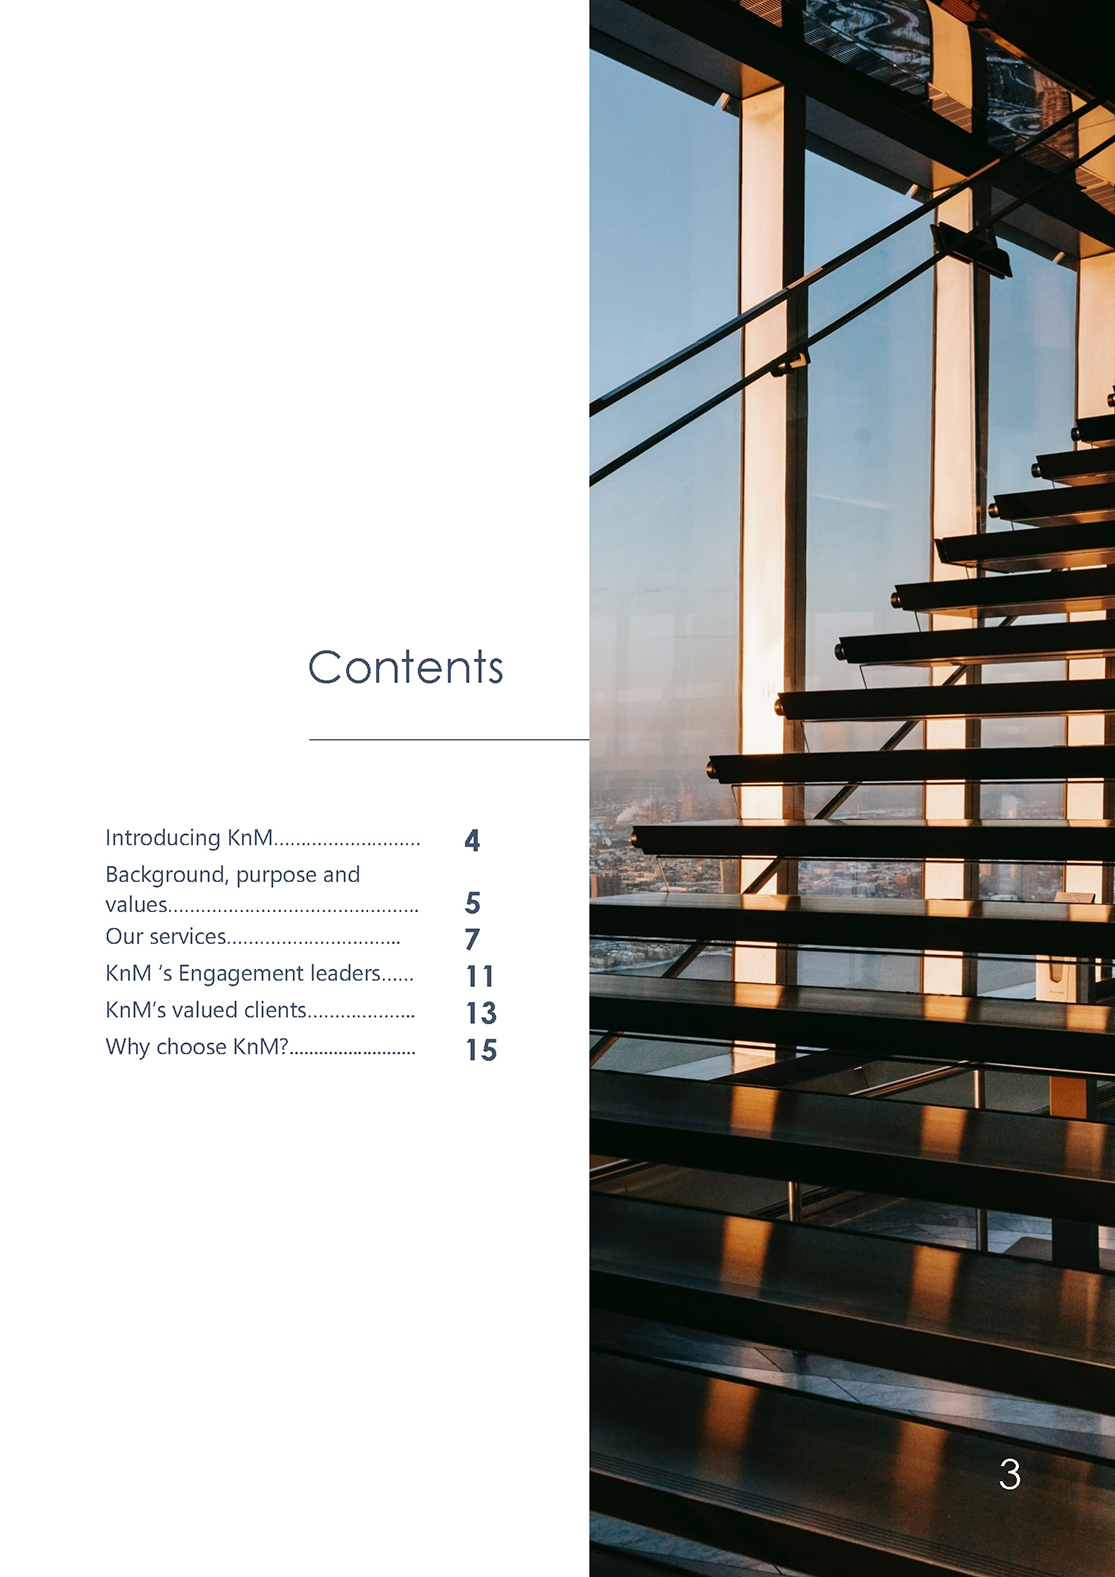 Contents
Introducing KnM........................... 4
Background, purpose and
values.............................................. 5
Our services................................ 7
KnM ‘s Engagement leaders...... 11
KnM’s valued clients.................... 13
Why choose KnM?.......................... 15
3